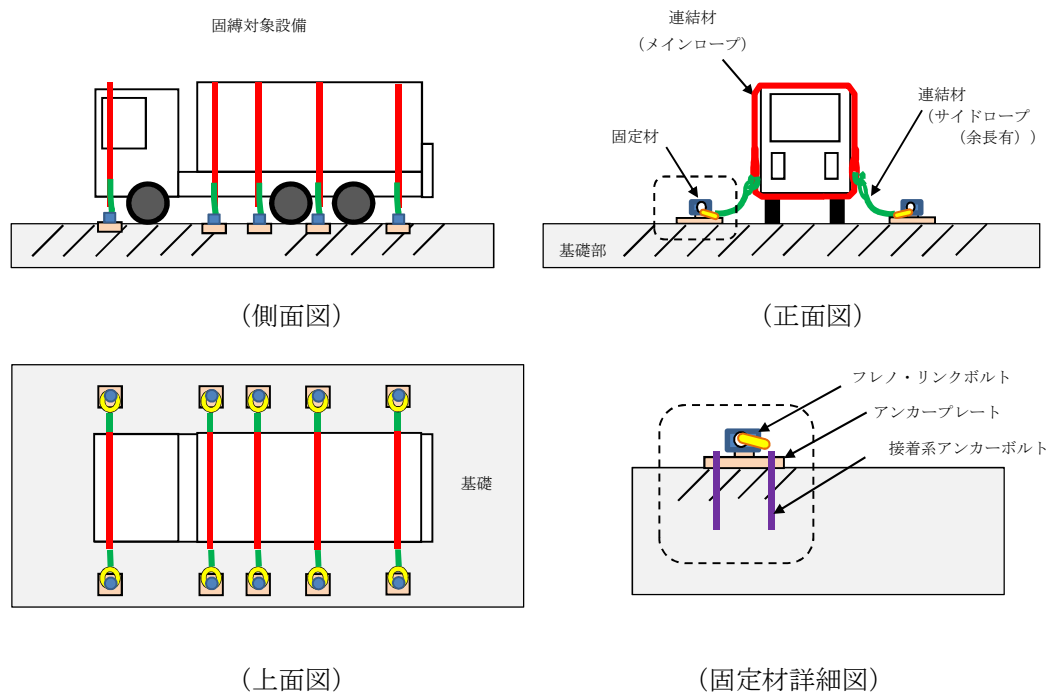 固縛対象設備
連結材
（メインロープ）
連結材
（サイドロープ
（余長有））
固定材
基礎部
（側面図）
（正面図）
フレノ・リンクボルト
アンカープレート
接着系アンカーボルト
基礎
（上面図）
（固定材詳細図）